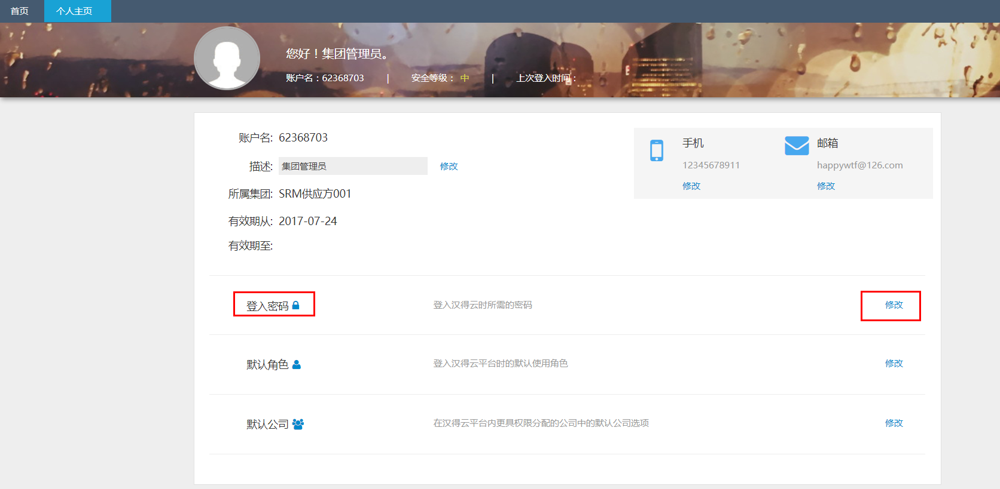 首页 个人主页
您好！集团管理员。
账户名：62368703 | 安全等级： 中 | 上次登入时间：
账户名: 62368703
描述: 集团管理员 修改
所属集团: SRM供应方001
有效期从: 2017-07-24
有效期至:
手机
12345678911
修改
邮箱
happywtf@126.com
修改
登入密码 登入汉得云时所需的密码 修改
默认角色 登入汉得云平台时的默认使用角色 修改
默认公司 在汉得云平台内更具权限分配的公司中的默认公司选项 修改